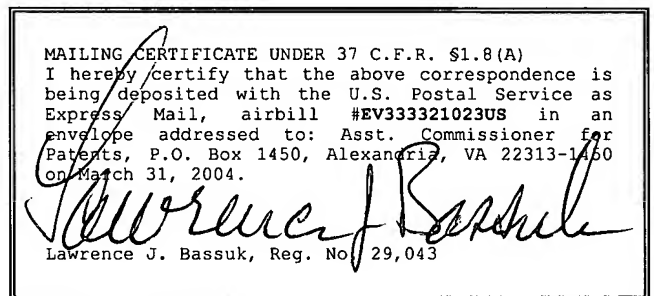 MAILING CERTIFICATE UNDER 37 C.F.R. §1.8(A)
I hereby certify that the above correspondence is
being deposited with the U.S. Postal Service as
Express Mail, airbill #EV333321023US in an
envelope addressed to: Asst. Commissioner for
Patents, P.O. Box 1450, Alexandria, VA 22313-1450
on March 31, 2004.
Lawrence J Bassuk
Lawrence J. Bassuk, Reg. No. 29,043